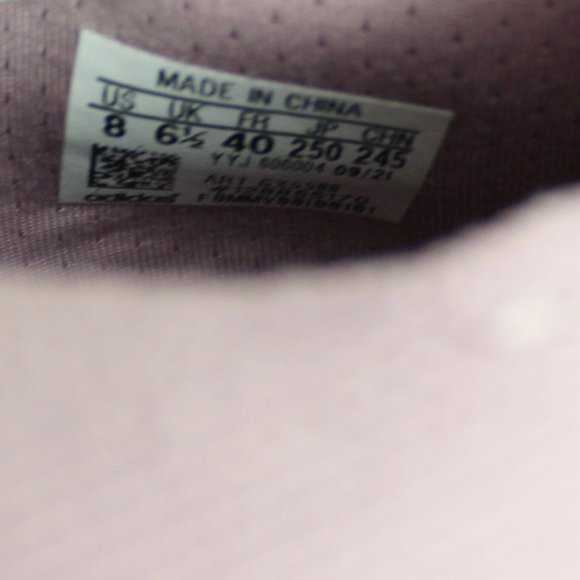 MADE IN CHINA
US UK FR JP CHN
8 6½ 40 250 245
YYJ 606004 09/21
ART
adidas